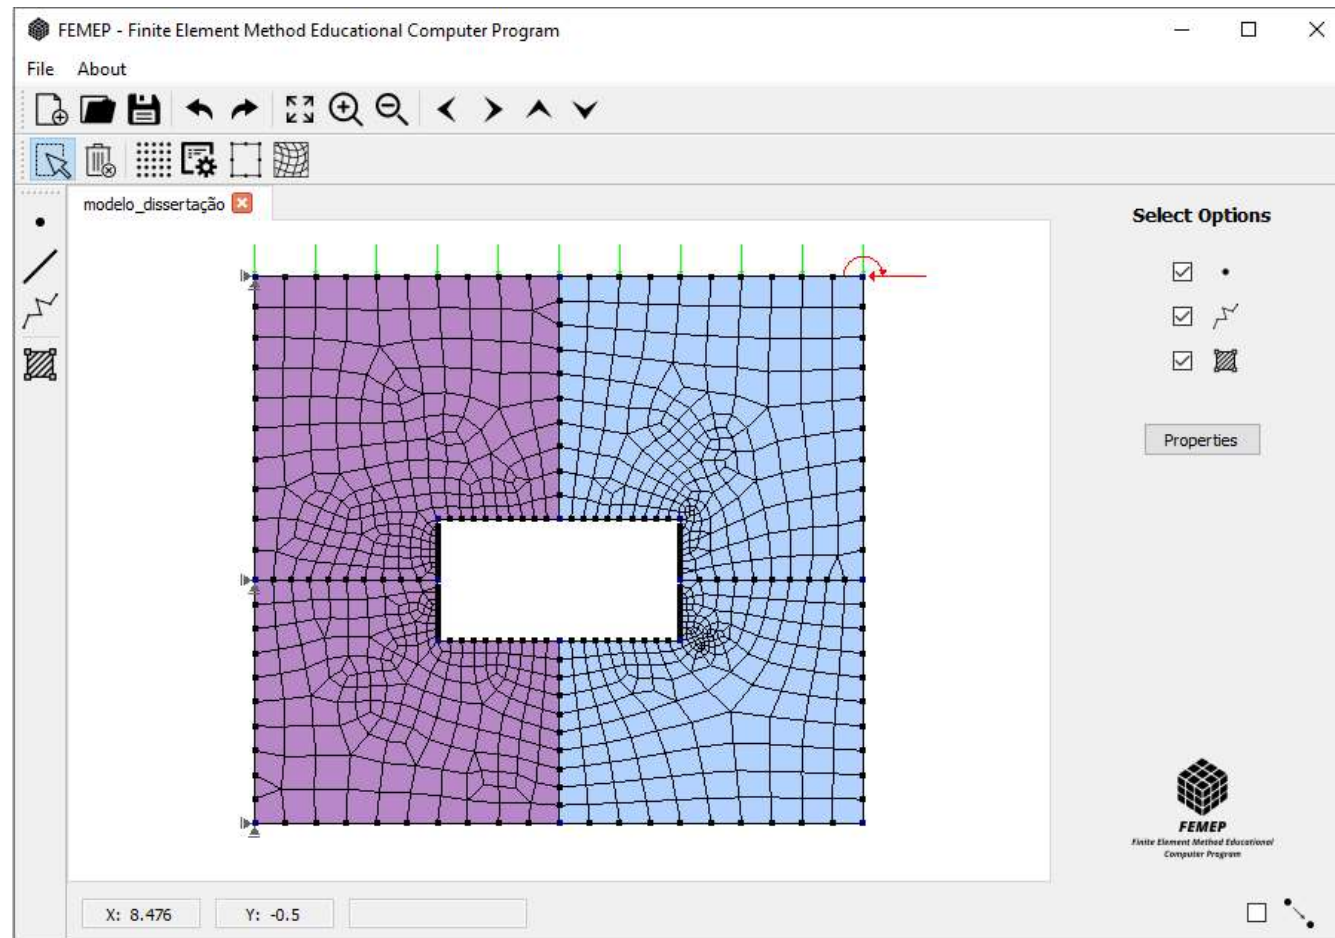 FEMEP - Finite Element Method Educational Computer Program
File About
modelo_dissertação
Select Options
Properties
FEMEP
Finite Element Method Educational
Computer Program
X: 8.476 Y: -0.5